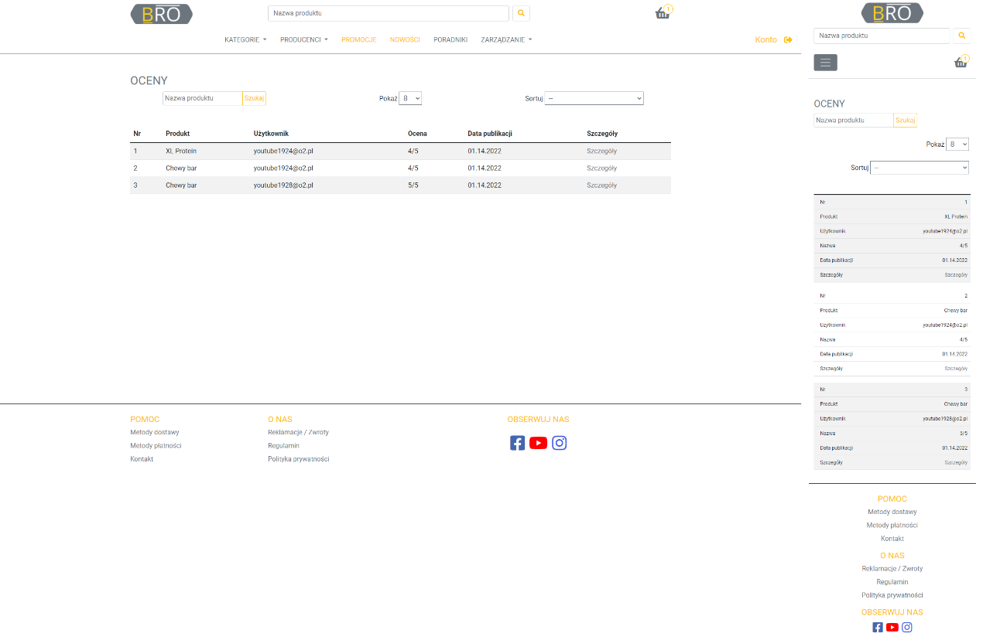 BRO
Nazwa produktu
1
KATEGORIE PRODUCENCI PROMOCJE NOWOŚCI PORADNIKI ZARZĄDZANIE Konto
OCENY
Nazwa produktu Szukaj Pokaż 8 Sortuj --
Nr Produkt Użytkownik Ocena Data publikacji Szczegóły
1 XL Protein youtube1924@o2.pl 4/5 01.14.2022 Szczegóły
2 Chewy bar youtube1924@o2.pl 4/5 01.14.2022 Szczegóły
3 Chewy bar youtube1928@o2.pl 5/5 01.14.2022 Szczegóły
POMOC O NAS OBSERWUJ NAS
Metody dostawy Reklamacje / Zwroty
Metody płatności Regulamin
Kontakt Polityka prywatności
BRO
Nazwa produktu
1
OCENY
Nazwa produktu Szukaj
Pokaż 8
Sortuj --
Nr 1
Produkt XL Protein
Użytkownik youtube1924@o2.pl
Nazwa 4/5
Data publikacji 01.14.2022
Szczegóły Szczegóły
Nr 2
Produkt Chewy bar
Użytkownik youtube1924@o2.pl
Nazwa 4/5
Data publikacji 01.14.2022
Szczegóły Szczegóły
Nr 3
Produkt Chewy bar
Użytkownik youtube1928@o2.pl
Nazwa 5/5
Data publikacji 01.14.2022
Szczegóły Szczegóły
POMOC
Metody dostawy
Metody płatności
Kontakt
O NAS
Reklamacje / Zwroty
Regulamin
Polityka prywatności
OBSERWUJ NAS